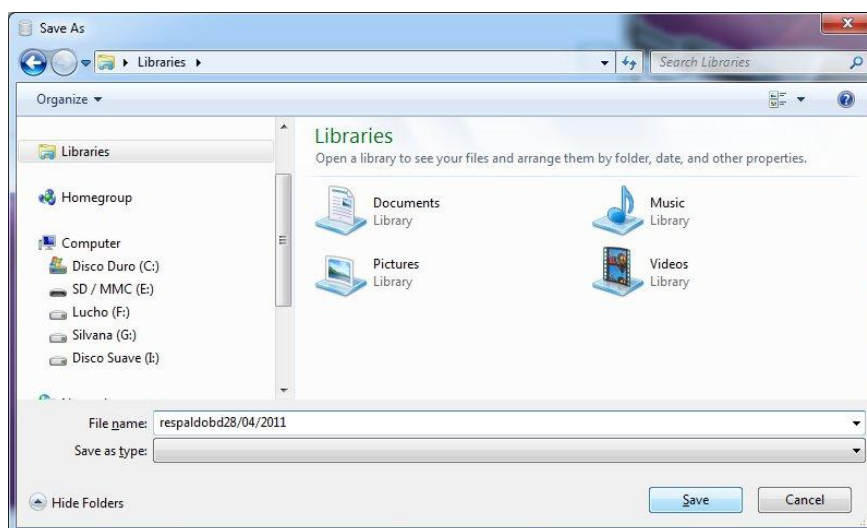 Save As
Libraries
Search Libraries
Organize
Libraries
Homegroup
Computer
Disco Duro (C:)
SD / MMC (E:)
Lucho (F:)
Silvana (G:)
Disco Suave (I:)
Libraries
Open a library to see your files and arrange them by folder, date, and other properties.
Documents
Library
Music
Library
Pictures
Library
Videos
Library
File name: respaldobd28/04/2011
Save as type:
Hide Folders
Save
Cancel